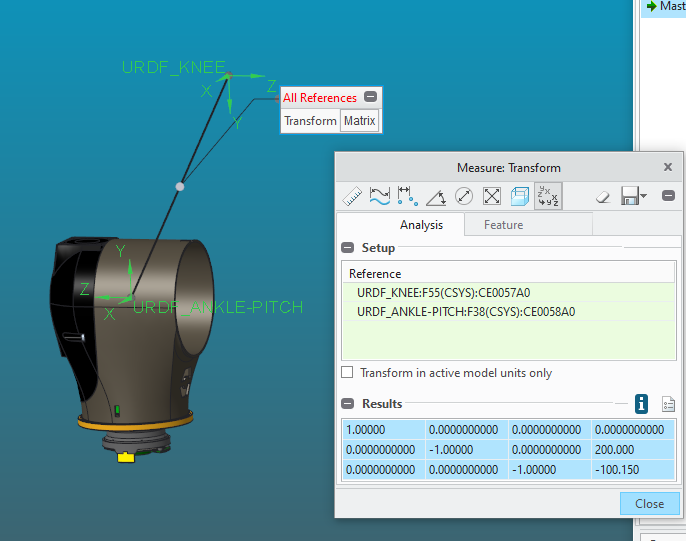 Mast
URDF_KNEE
Z
X
Y
All References
Transform Matrix
Measure: Transform
Analysis Feature
Setup
Reference
URDF_KNEE:F55(CSYS):CE0057A0
URDF_ANKLE-PITCH:F38(CSYS):CE0058A0
Transform in active model units only
Results
1.00000 0.0000000000 0.0000000000 0.0000000000
0.0000000000 -1.00000 0.0000000000 200.000
0.0000000000 0.0000000000 -1.00000 -100.150
Close
Y
Z
X
URDF_ANKLE-PITCH